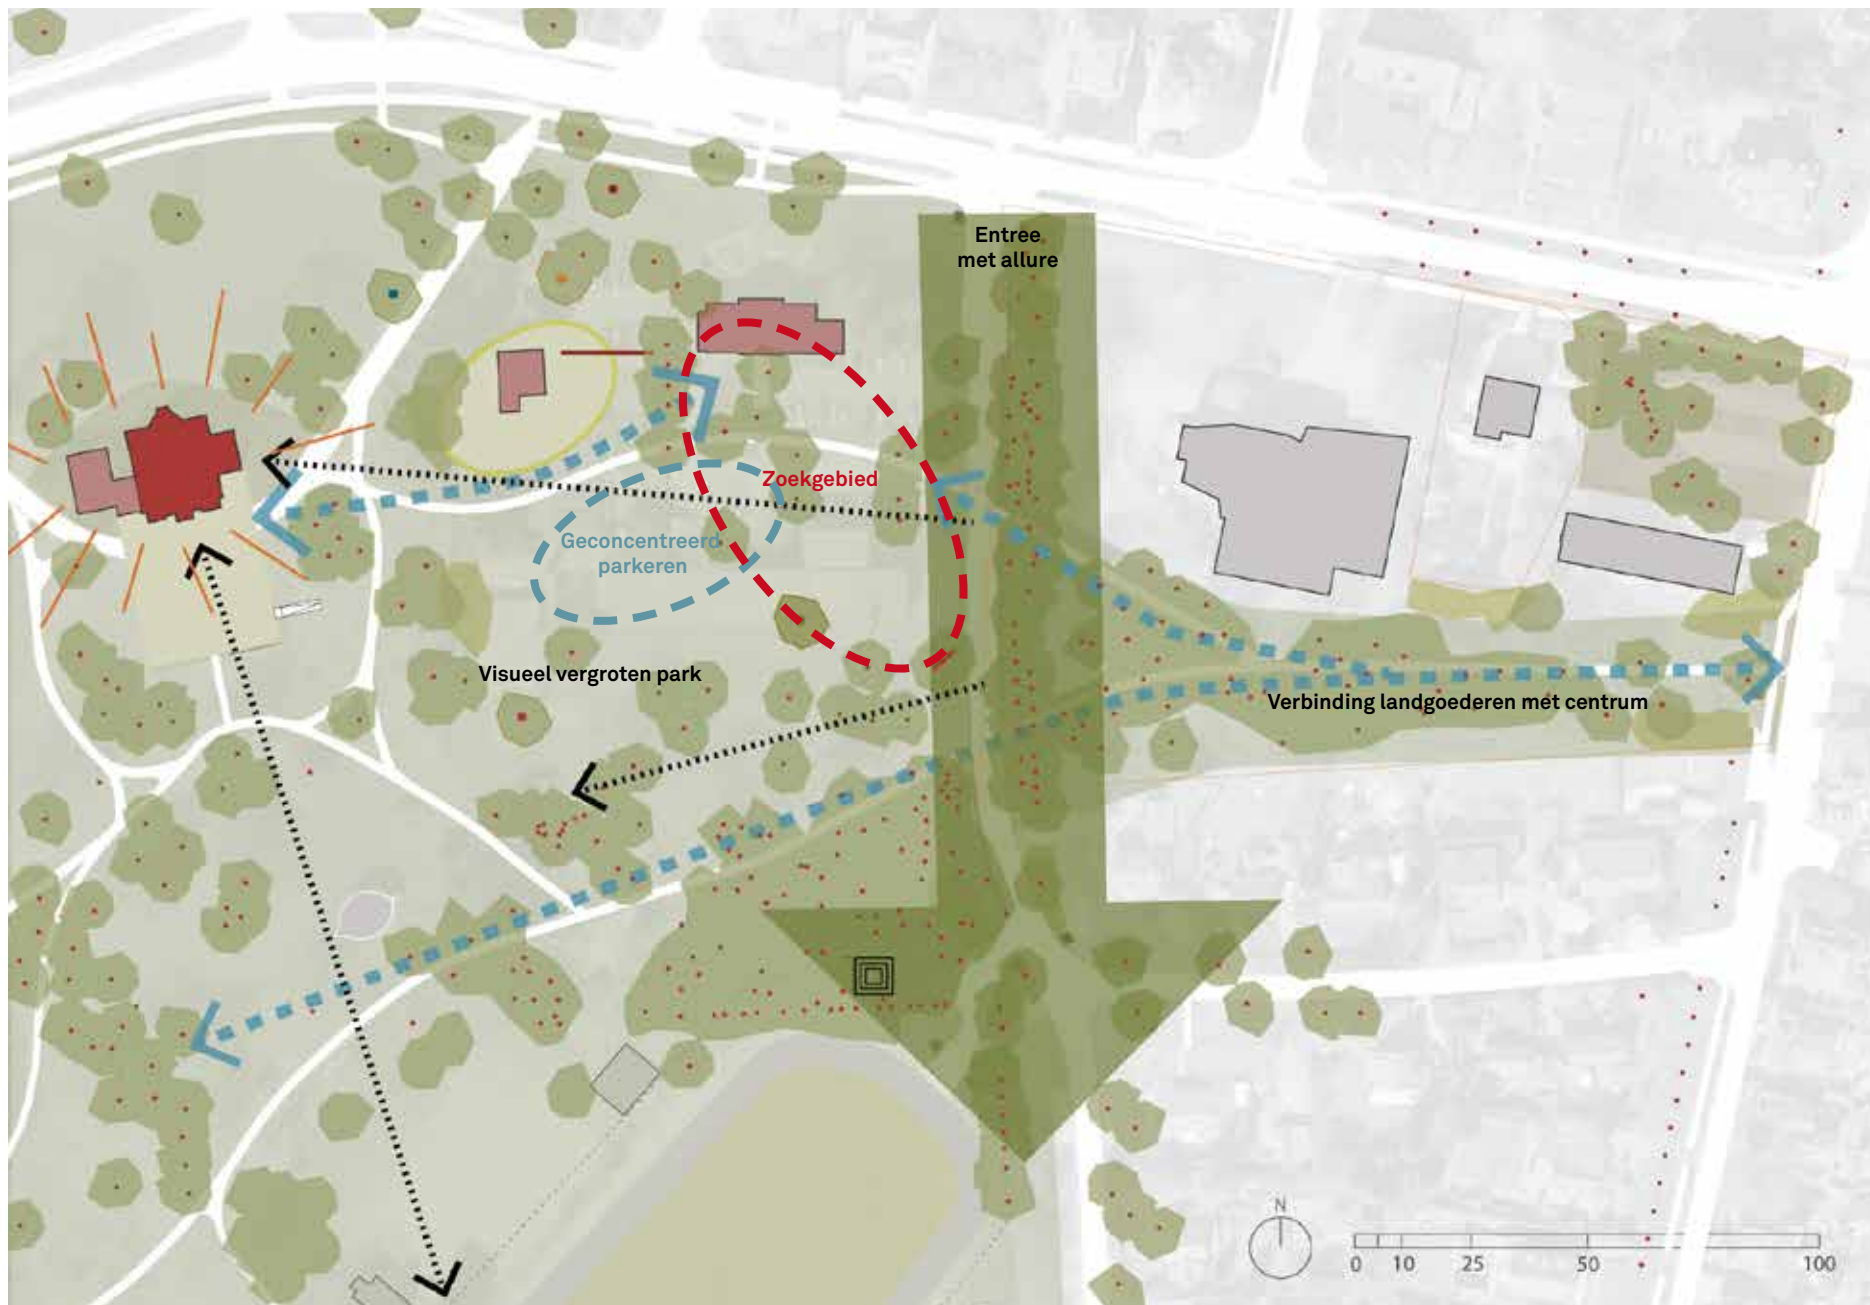 Entree
met allure
Zoekgebied
Geconcentreerd
parkeren
Visueel vergroten park
Verbinding landgoederen met centrum
N
0 10 25 50 100